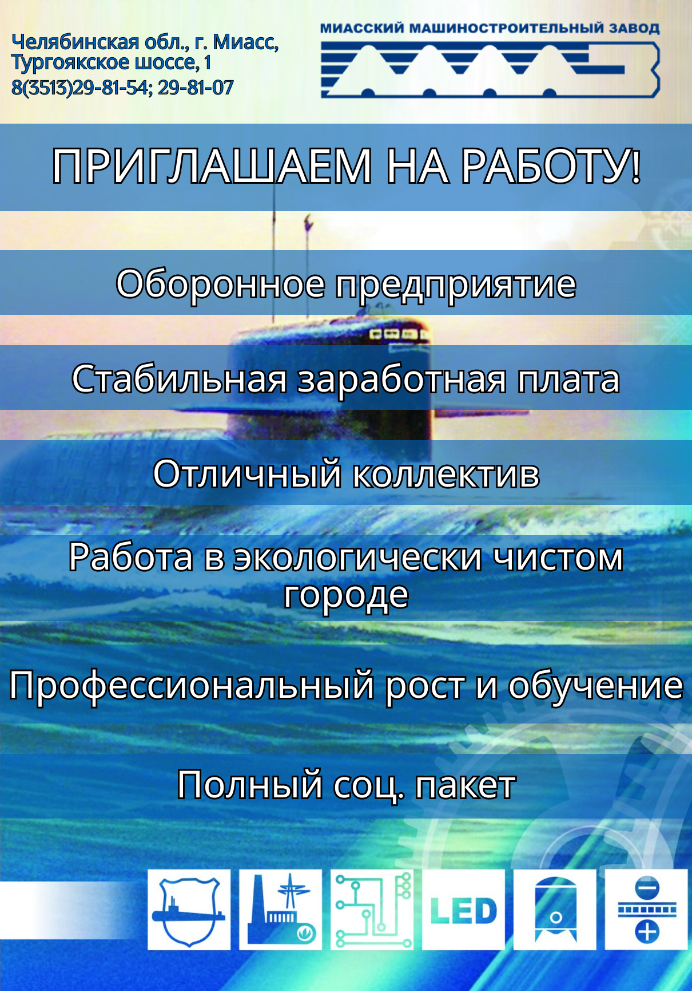 Челябинская обл., г. Миасс,
Тургоякское шоссе, 1
8(3513)29-81-54; 29-81-07
МИАССКИЙ МАШИНОСТРОИТЕЛЬНЫЙ ЗАВОД
ПРИГЛАШАЕМ НА РАБОТУ!
Оборонное предприятие
Стабильная заработная плата
Отличный коллектив
Работа в экологически чистом
городе
Профессиональный рост и обучение
Полный соц. пакет
LED